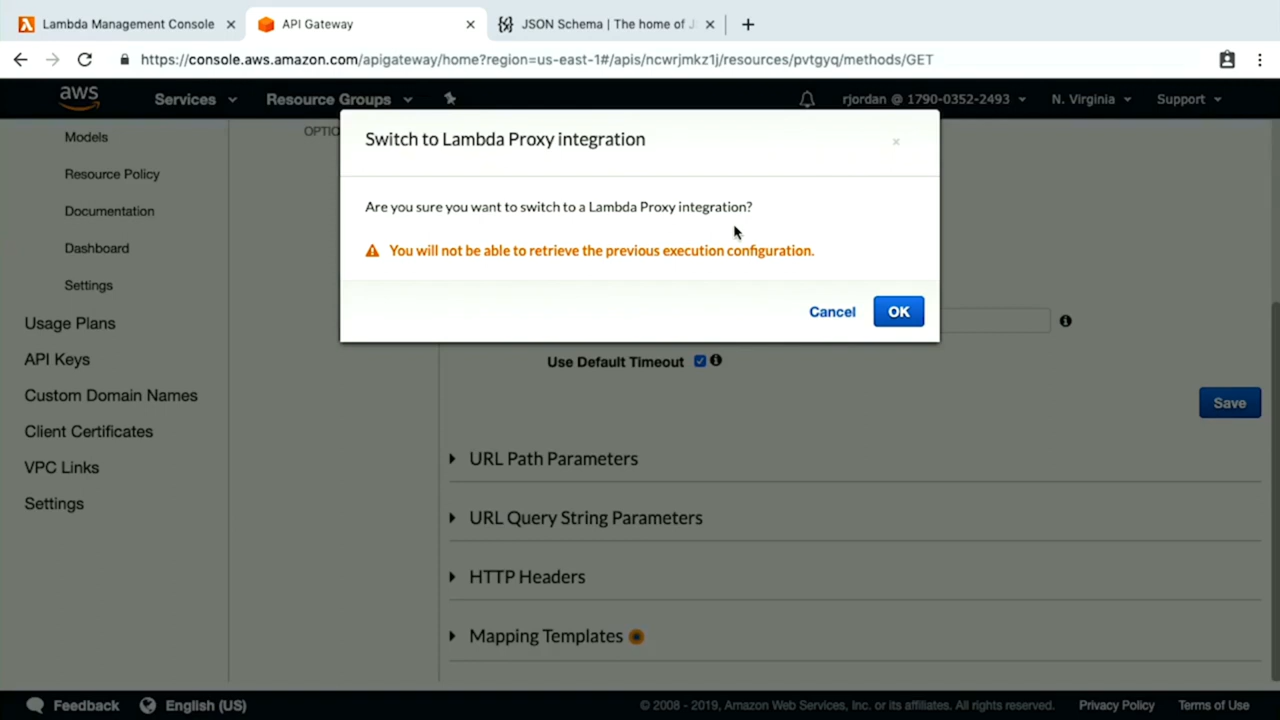 Lambda Management Console
API Gateway
JSON Schema | The home of J
https://console.aws.amazon.com/apigateway/home?region=us-east-1#/apis/ncwrjmkz1j/resources/pvtgyq/methods/GET
aws
Services
Resource Groups
rjordan @ 1790-0352-2493
N. Virginia
Support
Models
Resource Policy
Documentation
Dashboard
Settings
Usage Plans
API Keys
Custom Domain Names
Client Certificates
VPC Links
Settings
OPTIO
Switch to Lambda Proxy integration
Are you sure you want to switch to a Lambda Proxy integration?
You will not be able to retrieve the previous execution configuration.
Cancel
OK
Use Default Timeout
Save
URL Path Parameters
URL Query String Parameters
HTTP Headers
Mapping Templates
Feedback
English (US)
© 2008 - 2019, Amazon Web Services, Inc. or its affiliates. All rights reserved.
Privacy Policy
Terms of Use